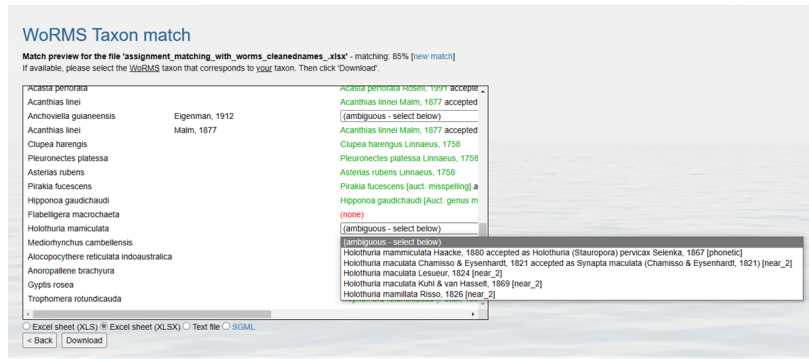 WoRMS Taxon match
Match preview for the file 'assignment_matching_with_worms_cleanednames_.xlsx' - matching: 85% [new match]
If available, please select the WoRMS taxon that corresponds to your taxon. Then click 'Download'.
Acasta perforata Acasta perforata Rosell, 1991 accepte
Acanthias linei Acanthias linnei Malm, 1877 accepted
Anchoviella guianeensis Eigenman, 1912 (ambiguous - select below)
Acanthias linei Malm, 1877 Acanthias linnei Malm, 1877 accepted
Clupea harengis Clupea harengus Linnaeus, 1758
Pleuronectes platessa Pleuronectes platessa Linnaeus, 1758
Asterias rubens Asterias rubens Linnaeus, 1758
Pirakia fucescens Pirakia fucescens [auct. misspelling] a
Hipponoa gaudichaudi Hipponoa gaudichaudi [Auct. genus m
Flabelligera macrochaeta (none)
Holothuria mamiculata (ambiguous - select below)
Mediorhynchus cambellensis (ambiguous - select below)
Alocopocythere reticulata indoaustralica Holothuria mammiculata Haacke, 1880 accepted as Holothuria (Stauropora) pervicax Selenka, 1867 [phonetic]
Holothuria maculata Chamisso & Eysenhardt, 1821 accepted as Synapta maculata (Chamisso & Eysenhardt, 1821) [near_2]
Anoropallene brachyura Holothuria maculata Lesueur, 1824 [near_2]
Gyptis rosea Holothuria maculata Kuhl & van Hasselt, 1869 [near_2]
Holothuria mamillata Risso, 1826 [near_2]
Trophomera rotundicauda
Excel sheet (XLS) Excel sheet (XLSX) Text file SGML
< Back Download